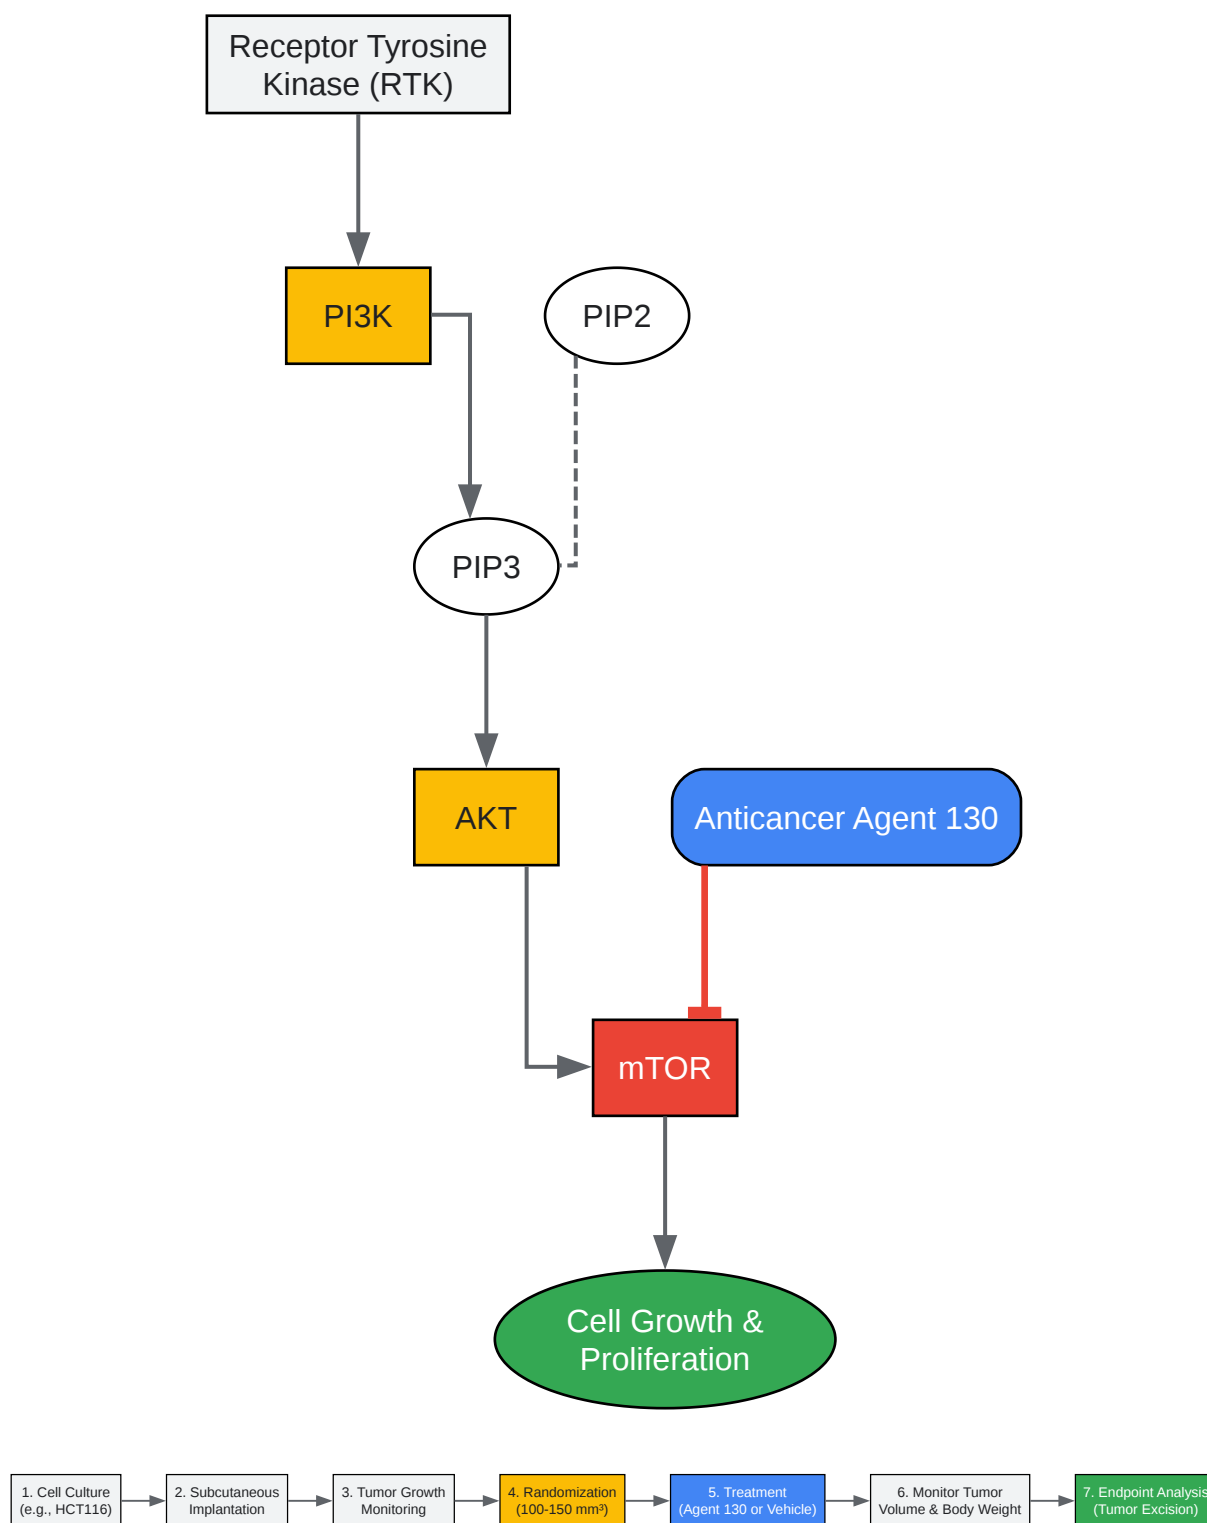 Receptor Tyrosine
Kinase (RTK)
PI3K
PIP2
PIP3
AKT
Anticancer Agent 130
mTOR
Cell Growth &
Proliferation
1. Cell Culture
(e.g., HCT116)
2. Subcutaneous
Implantation
3. Tumor Growth
Monitoring
4. Randomization
(100-150 mm³)
5. Treatment
(Agent 130 or Vehicle)
6. Monitor Tumor
Volume & Body Weight
7. Endpoint Analysis
(Tumor Excision)